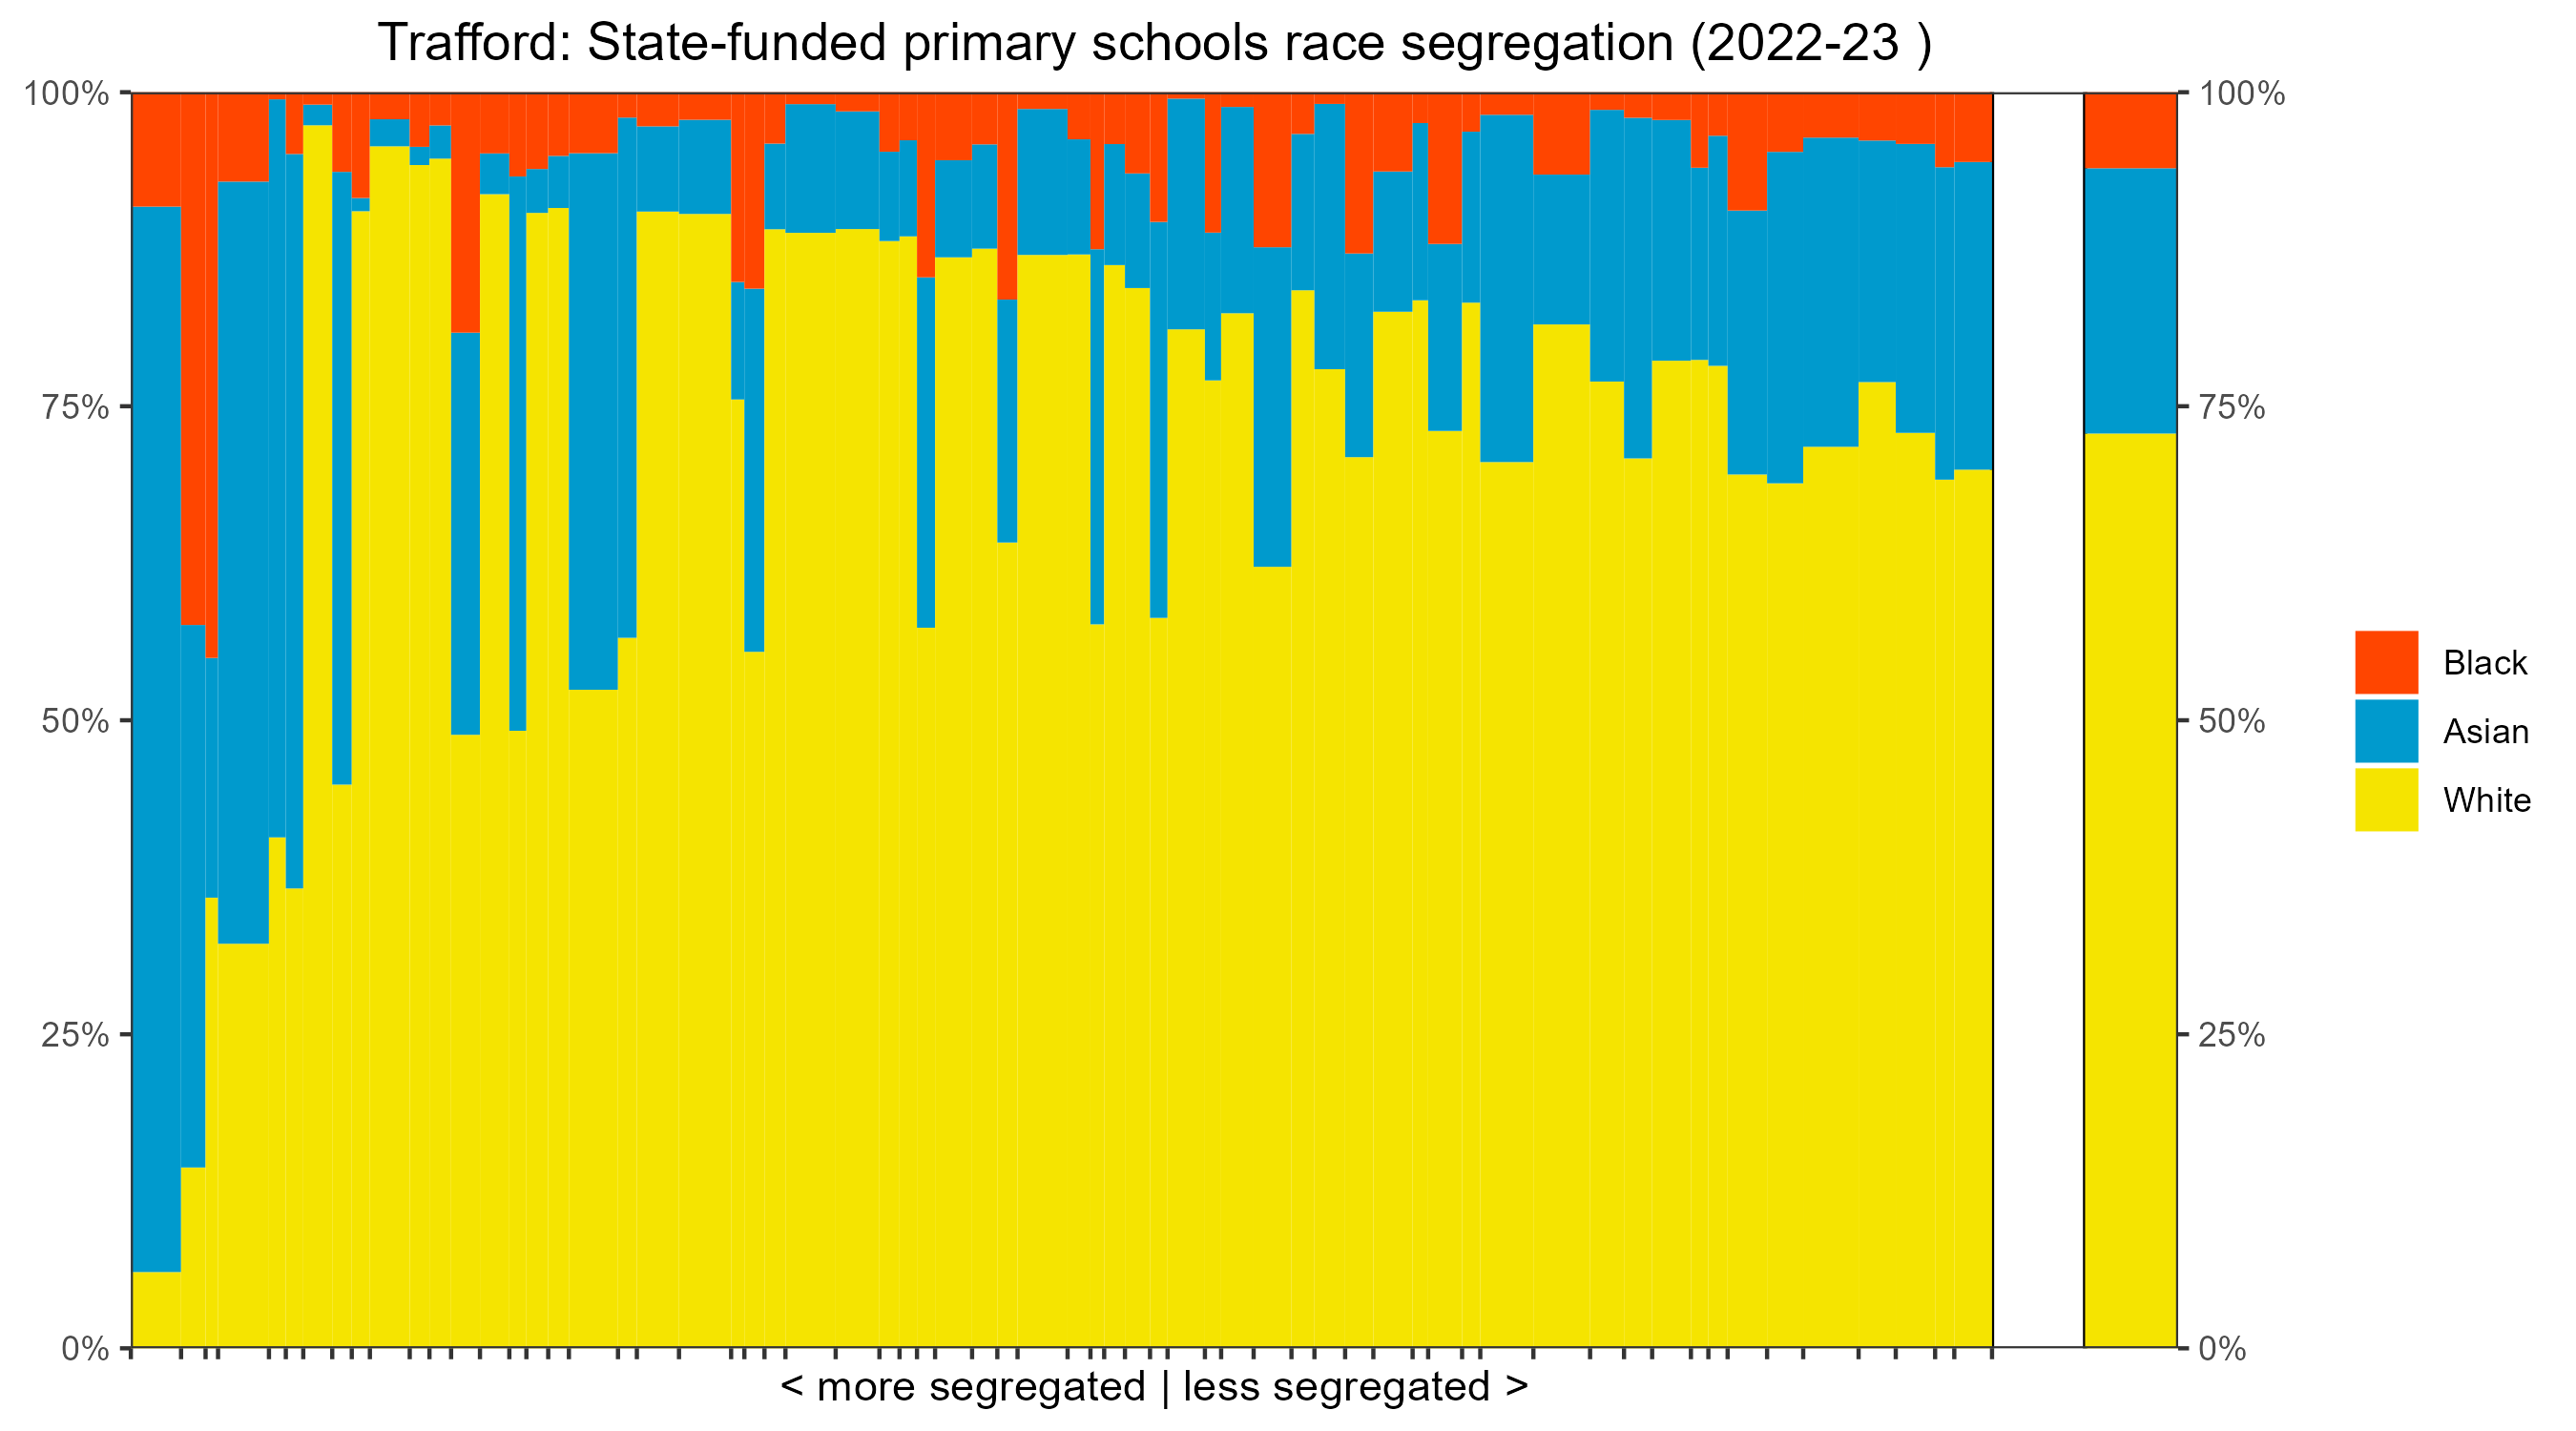 Trafford: State-funded primary schools race segregation (2022-23 )
100%
75%
50%
25%
0%
100%
75%
50%
25%
0%
Black
Asian
White
< more segregated | less segregated >